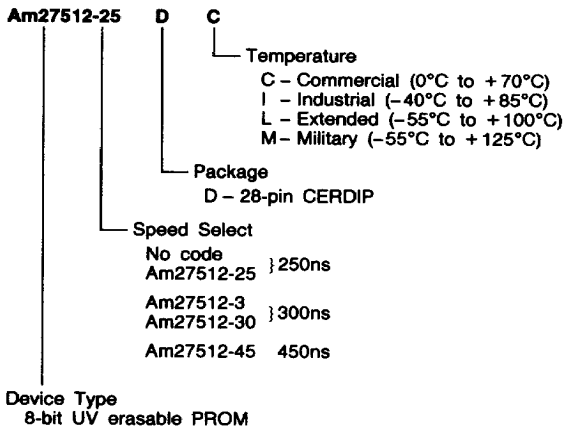 Am27512-25 D C
Temperature
C – Commercial (0°C to +70°C)
I – Industrial (–40°C to +85°C)
L – Extended (–55°C to +100°C)
M – Military (–55°C to +125°C)
Package
D – 28-pin CERDIP
Speed Select
No code
Am27512-25 } 250ns
Am27512-3
Am27512-30 } 300ns
Am27512-45 450ns
Device Type
8-bit UV erasable PROM